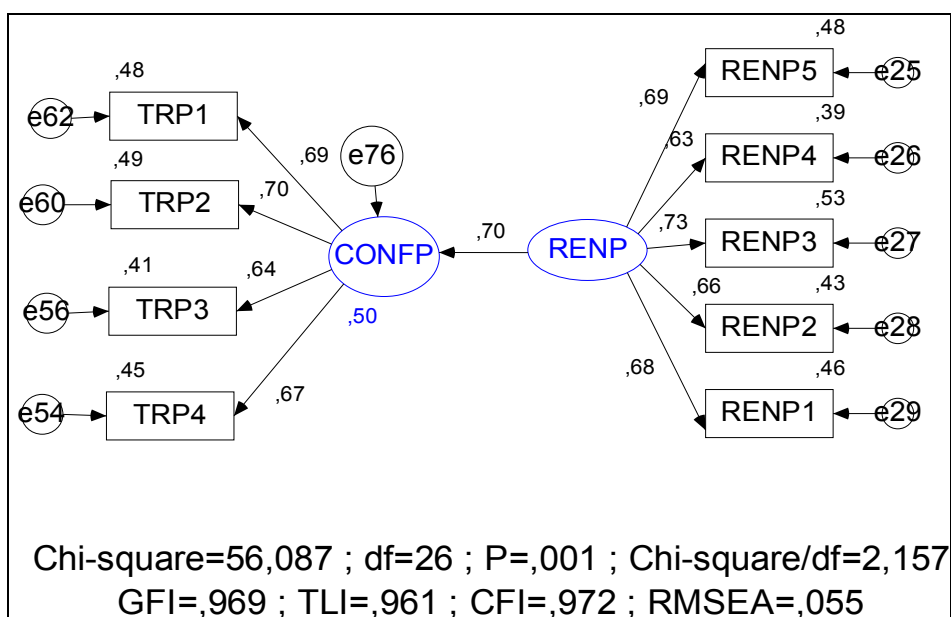 ,48
RENP5
e25
,48
e62
TRP1
,69
,39
RENP4
e26
,63
,69
e76
,49
e60
TRP2
,70
,53
RENP3
e27
,73
,70
CONFP
RENP
,41
e56
TRP3
,64
,50
,66
,43
RENP2
e28
,45
e54
TRP4
,67
,68
,46
RENP1
e29
Chi-square=56,087 ; df=26 ; P=,001 ; Chi-square/df=2,157
GFI=,969 ; TLI=,961 ; CFI=,972 ; RMSEA=,055